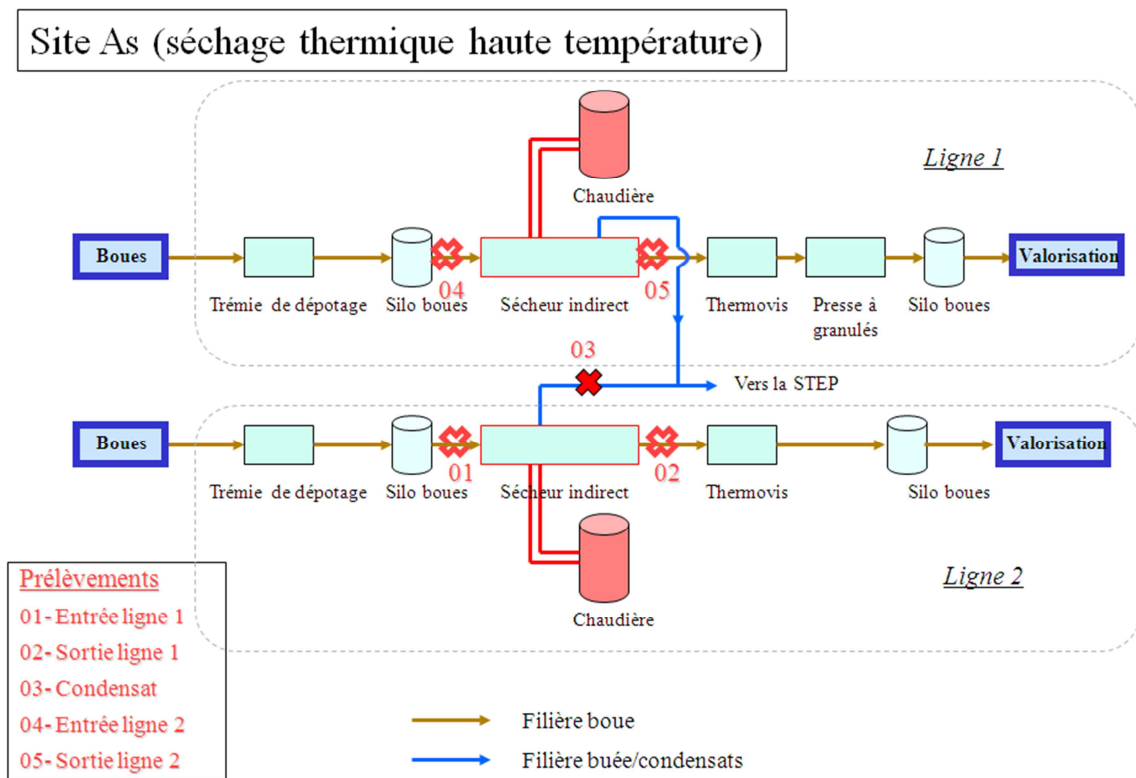 Site As (séchage thermique haute température)
Ligne 1
Chaudière
Boues
Valorisation
04
05
Trémie de dépotage
Silo boues
Sécheur indirect
Thermovis
Presse à
granulés
Silo boues
03
Vers la STEP
Boues
Valorisation
01
02
Trémie de dépotage
Silo boues
Sécheur indirect
Thermovis
Silo boues
Chaudière
Ligne 2
Prélèvements
01- Entrée ligne 1
02- Sortie ligne 1
03- Condensat
04- Entrée ligne 2
05- Sortie ligne 2
Filière boue
Filière buée/condensats